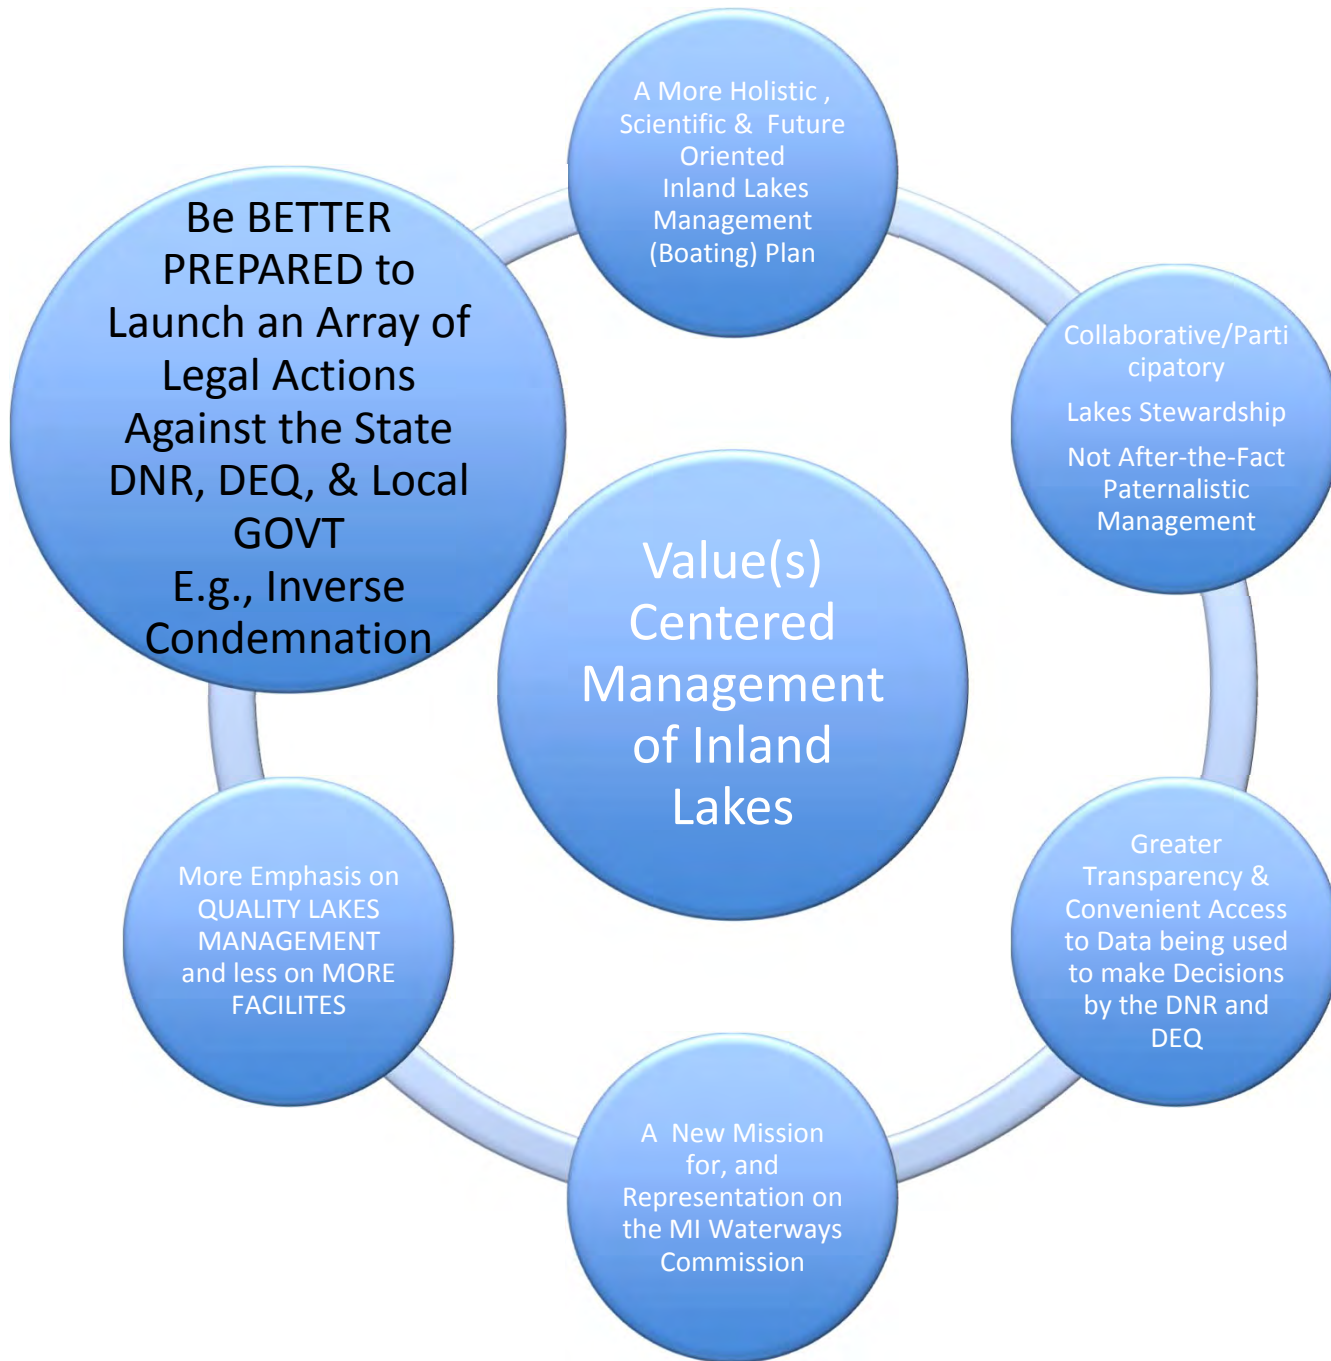 A More Holistic ,
Scientific & Future
Oriented
Inland Lakes
Management
(Boating) Plan
Be BETTER
PREPARED to
Launch an Array of
Legal Actions
Against the State
DNR, DEQ, & Local
GOVT
E.g., Inverse
Condemnation
Collaborative/Parti
cipatory
Lakes Stewardship
Not After-the-Fact
Paternalistic
Management
Value(s)
Centered
Management
of Inland
Lakes
More Emphasis on
QUALITY LAKES
MANAGEMENT
and less on MORE
FACILITES
Greater
Transparency &
Convenient Access
to Data being used
to make Decisions
by the DNR and
DEQ
A New Mission
for, and
Representation on
the MI Waterways
Commission